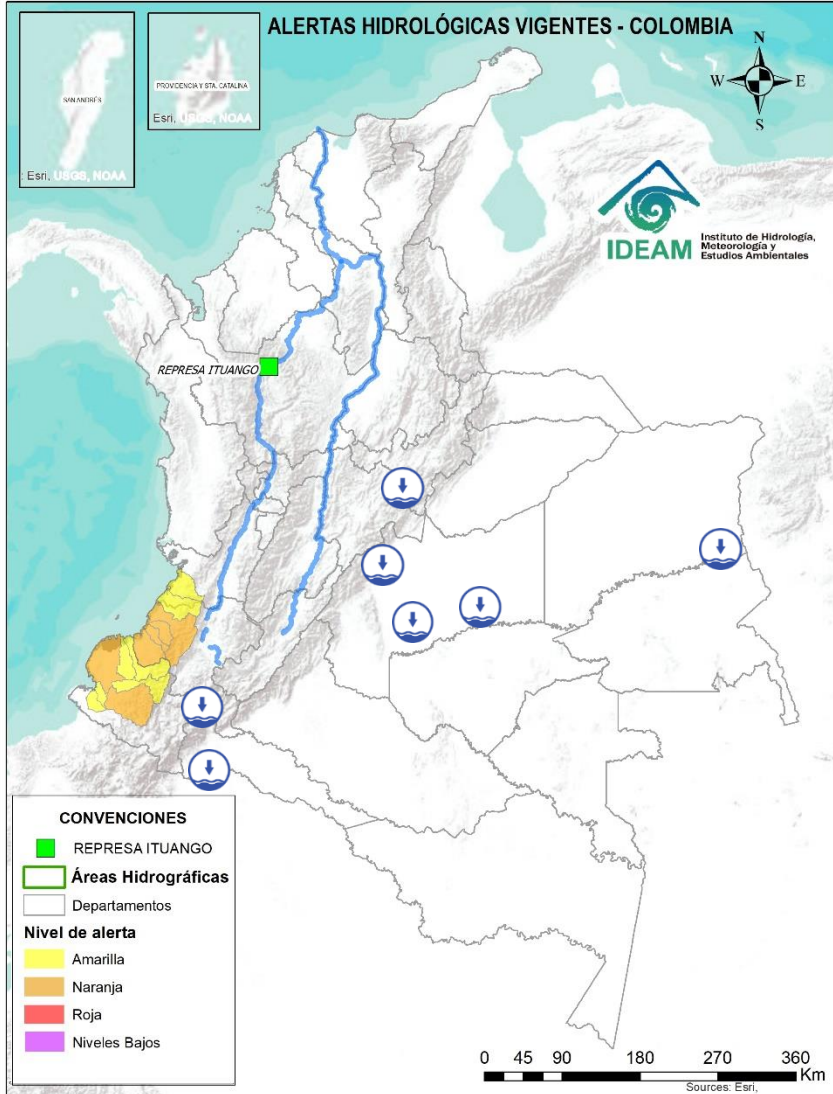 ALERTAS HIDROLÓGICAS VIGENTES - COLOMBIA
SAN ANDRÉS
: Esri, USGS, NOAA
PROVIDENCIA Y STA. CATALINA
Esri, USGS, NOAA
N
W E
S
IDEAM
Instituto de Hidrología,
Meteorología y
Estudios Ambientales
REPRESA ITUANGO
CONVENCIONES
REPRESA ITUANGO
Áreas Hidrográficas
Departamentos
Nivel de alerta
Amarilla
Naranja
Roja
Niveles Bajos
0 45 90 180 270 360
Km
Sources: Esri,